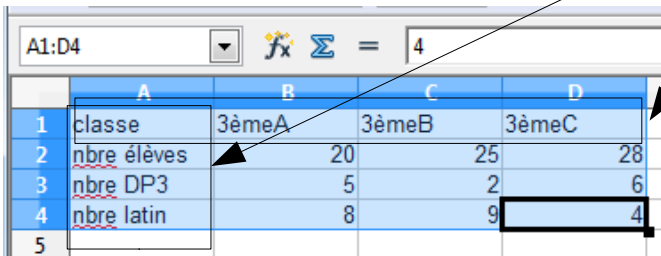 A1:D4 fx Σ = 4
A B C D
1 classe 3èmeA 3èmeB 3èmeC
2 nbre élèves 20 25 28
3 nbre DP3 5 2 6
4 nbre latin 8 9 4
5